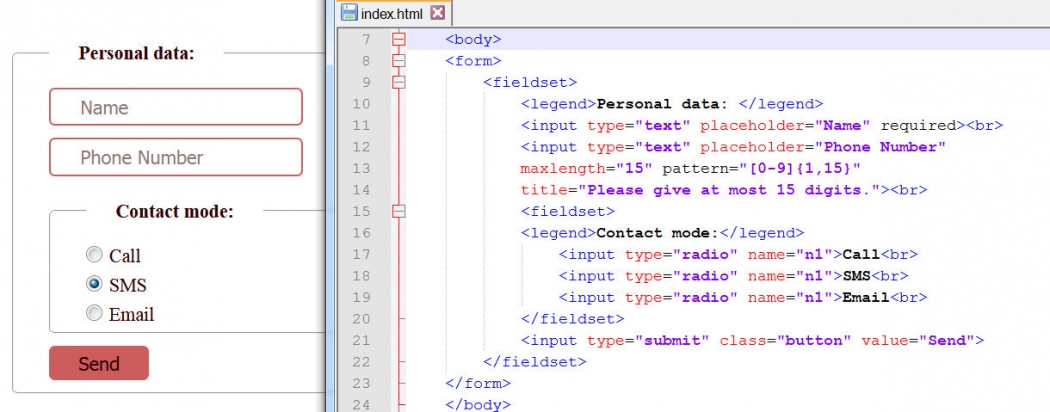 Personal data:
Name
Phone Number
Contact mode:
Call
SMS
Email
Send
index.html
7 <body>
8 <form>
9 <fieldset>
10 <legend>Personal data: </legend>
11 <input type="text" placeholder="Name" required><br>
12 <input type="text" placeholder="Phone Number"
13 maxlength="15" pattern="[0-9]{1,15}"
14 title="Please give at most 15 digits."><br>
15 <fieldset>
16 <legend>Contact mode:</legend>
17 <input type="radio" name="n1">Call<br>
18 <input type="radio" name="n1">SMS<br>
19 <input type="radio" name="n1">Email<br>
20 </fieldset>
21 <input type="submit" class="button" value="Send">
22 </fieldset>
23 </form>
24 </body>